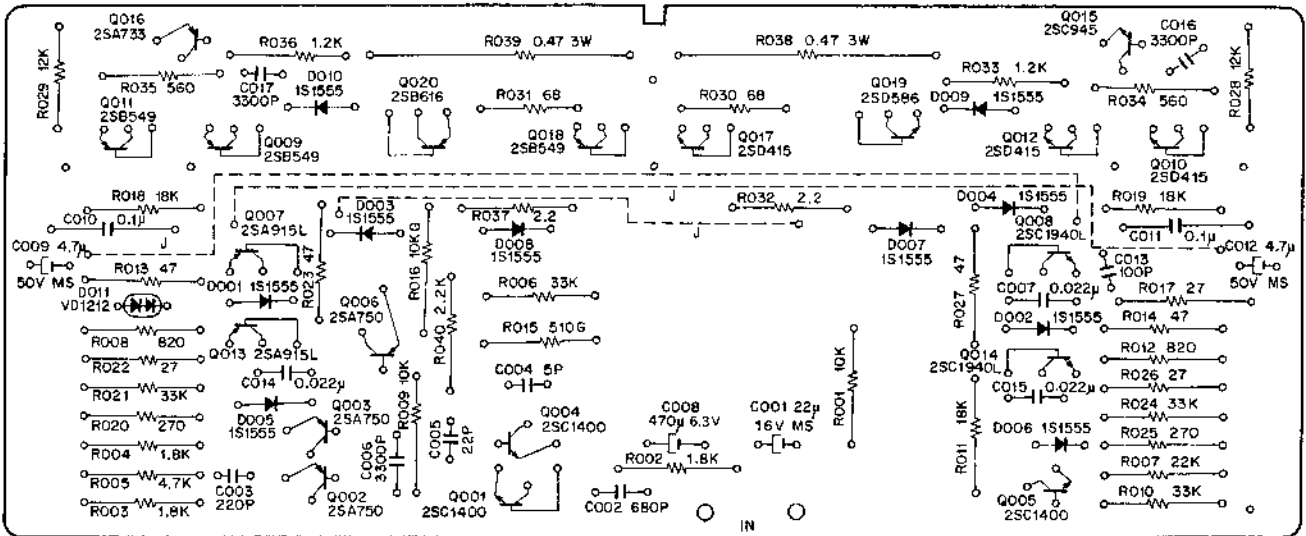 Q016
2SA733
R029 12K
R036 1.2K
R035 560
C017
3300P
D010
1S1555
Q011
2SB549
Q009
2SB549
R039 0.47 3W
Q020
2SB616
R031 68
Q018
2SB549
R038 0.47 3W
R030 68
Q017
2SD415
Q019
2SD586
R033 1.2K
D009 1S1555
Q015
2SC945
C016
3300P
R034 560
R028 12K
Q012
2SD415
Q010
2SD415
R018 18K
C010 0.1μ
J
Q007
2SA915L
D003
1S1555
R023 47
R016 10KG
R037 2.2
D008
1S1555
J
R032 2.2
J
D004 1S1555
D007
1S1555
Q008
2SC1940L
R019 18K
C011 0.1μ
C012 4.7μ
50V MS
C009 4.7μ
50V MS
R013 47
D011
VD1212
D001 1S1555
Q006
2SA750
R040 2.2K
R006 33K
R015 510G
C004 5P
R027 47
C007 0.022μ
D002 1S1555
C013
100P
R017 27
R014 47
R008 820
Q013 2SA915L
R022 27
C014 0.022μ
R021 33K
D005
1S1555
Q003
2SA750
R009 10K
R020 270
R004 1.8K
R005 4.7K
R003 1.8K
C003
220P
Q002
2SA750
C006
3300P
C005
22P
Q004
2SC1400
Q001
2SC1400
C008
470μ 6.3V
C001 22μ
16V MS
R001 10K
R002 1.8K
C002 680P
IN
Q014
2SC1940L
C015 0.022μ
R011 18K
D006 1S1555
Q005
2SC1400
R012 820
R026 27
R024 33K
R025 270
R007 22K
R010 33K